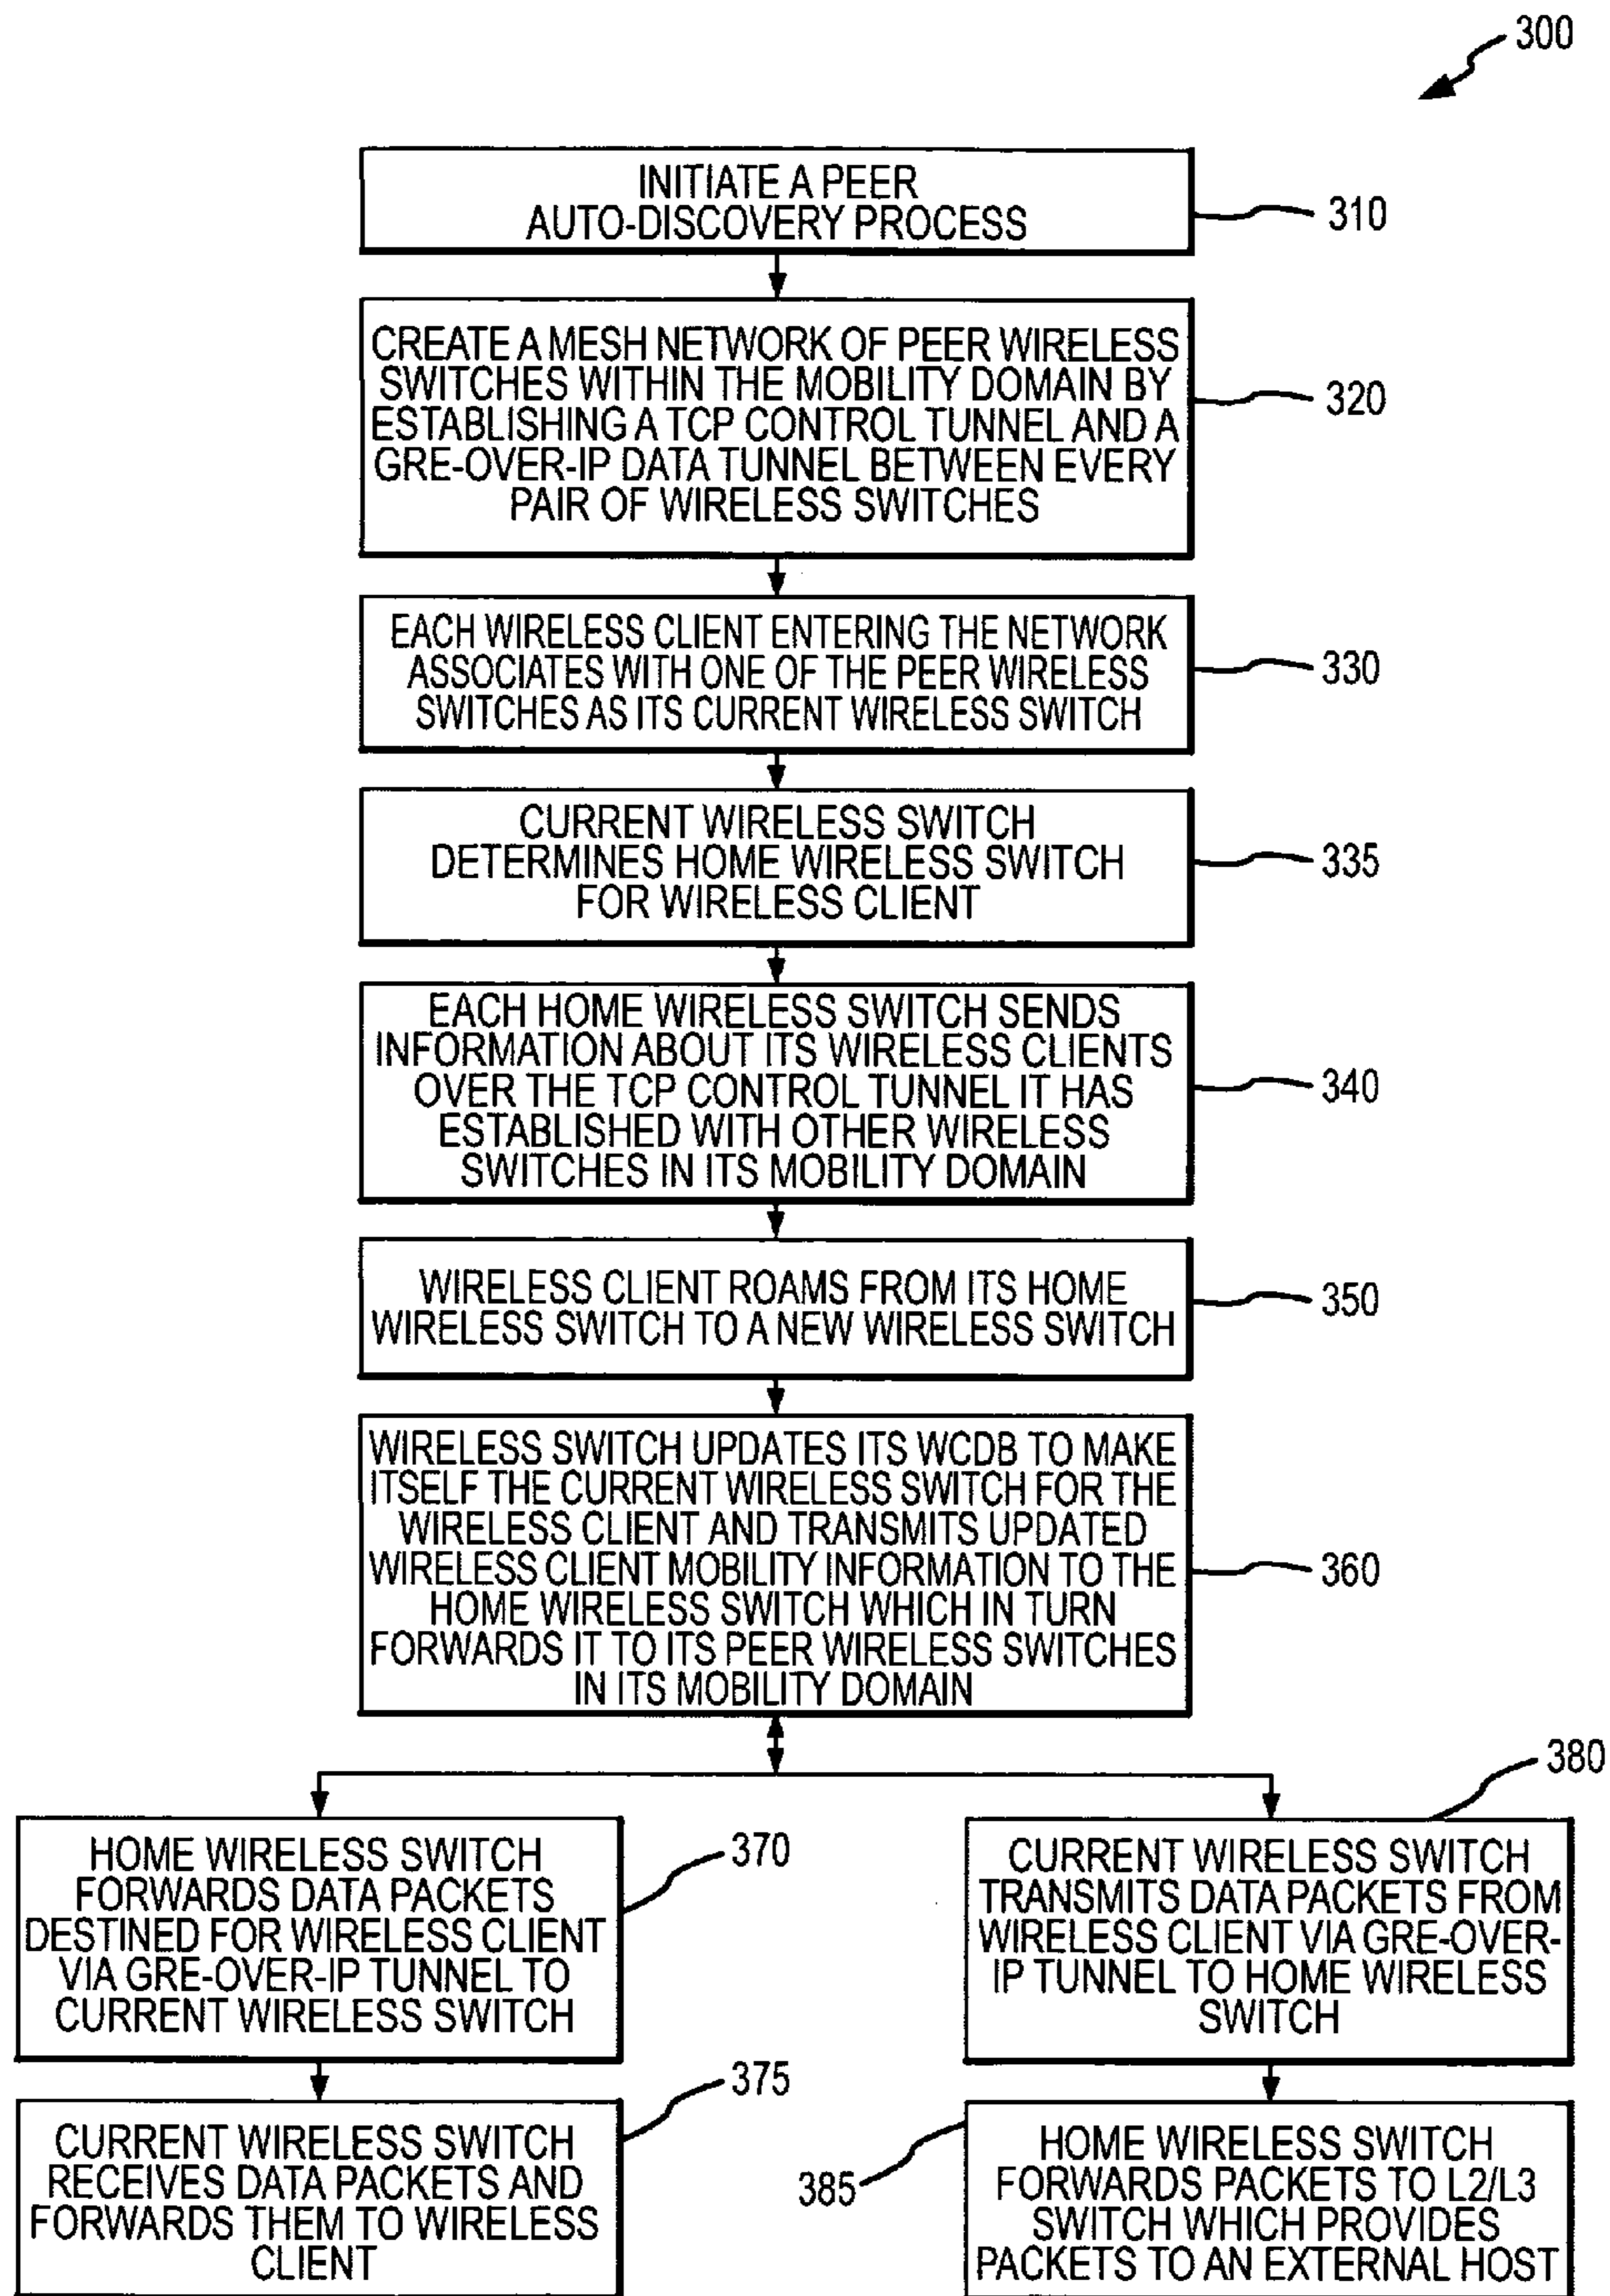 300
INITIATE A PEER
AUTO-DISCOVERY PROCESS
310
CREATE A MESH NETWORK OF PEER WIRELESS
SWITCHES WITHIN THE MOBILITY DOMAIN BY
ESTABLISHING A TCP CONTROL TUNNEL AND A
GRE-OVER-IP DATA TUNNEL BETWEEN EVERY
PAIR OF WIRELESS SWITCHES
320
EACH WIRELESS CLIENT ENTERING THE NETWORK
ASSOCIATES WITH ONE OF THE PEER WIRELESS
SWITCHES AS ITS CURRENT WIRELESS SWITCH
330
CURRENT WIRELESS SWITCH
DETERMINES HOME WIRELESS SWITCH
FOR WIRELESS CLIENT
335
EACH HOME WIRELESS SWITCH SENDS
INFORMATION ABOUT ITS WIRELESS CLIENTS
OVER THE TCP CONTROL TUNNEL IT HAS
ESTABLISHED WITH OTHER WIRELESS
SWITCHES IN ITS MOBILITY DOMAIN
340
WIRELESS CLIENT ROAMS FROM ITS HOME
WIRELESS SWITCH TO A NEW WIRELESS SWITCH
350
WIRELESS SWITCH UPDATES ITS WCDB TO MAKE
ITSELF THE CURRENT WIRELESS SWITCH FOR THE
WIRELESS CLIENT AND TRANSMITS UPDATED
WIRELESS CLIENT MOBILITY INFORMATION TO THE
HOME WIRELESS SWITCH WHICH IN TURN
FORWARDS IT TO ITS PEER WIRELESS SWITCHES
IN ITS MOBILITY DOMAIN
360
HOME WIRELESS SWITCH
FORWARDS DATA PACKETS
DESTINED FOR WIRELESS CLIENT
VIA GRE-OVER-IP TUNNEL TO
CURRENT WIRELESS SWITCH
370
CURRENT WIRELESS SWITCH
RECEIVES DATA PACKETS AND
FORWARDS THEM TO WIRELESS
CLIENT
375
380
CURRENT WIRELESS SWITCH
TRANSMITS DATA PACKETS FROM
WIRELESS CLIENT VIA GRE-OVER-
IP TUNNEL TO HOME WIRELESS
SWITCH
385
HOME WIRELESS SWITCH
FORWARDS PACKETS TO L2/L3
SWITCH WHICH PROVIDES
PACKETS TO AN EXTERNAL HOST